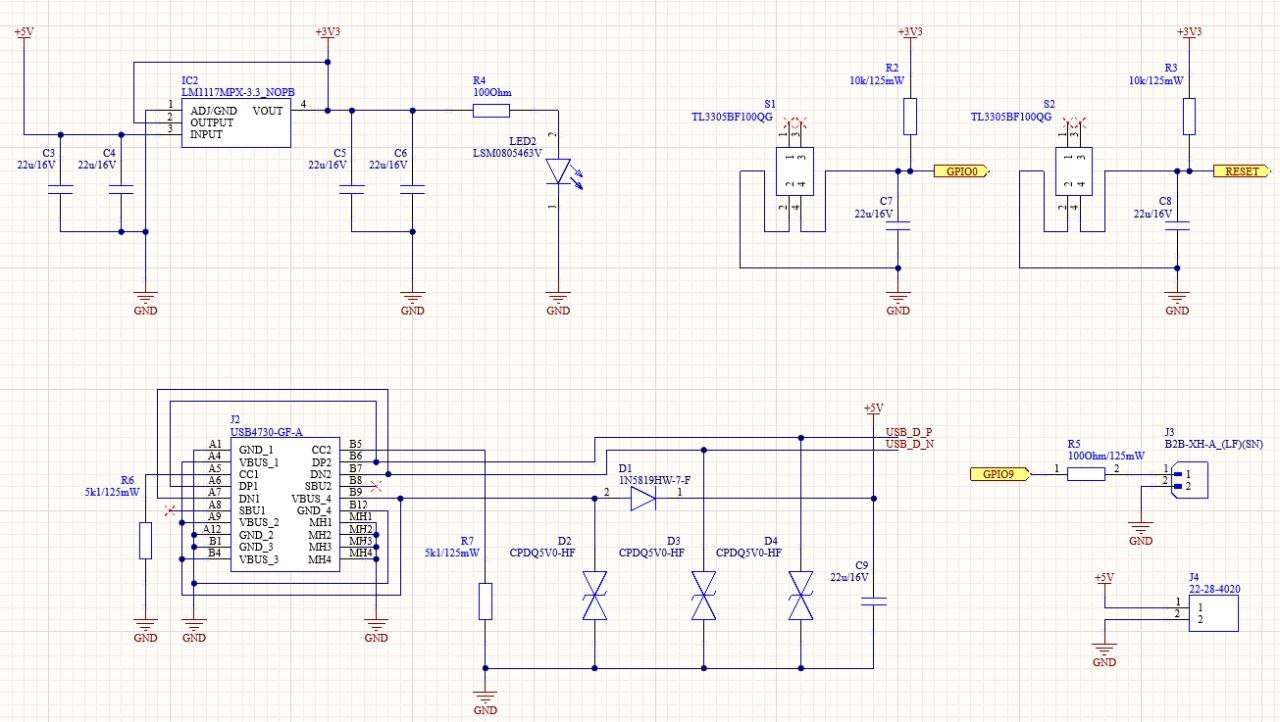 +5V
+3V3
IC2
LM1117MPX-3.3_NOPB
1
ADJ/GND
VOUT
4
2
OUTPUT
3
INPUT
R4
100Ohm
C3
22u/16V
C4
22u/16V
C5
22u/16V
C6
22u/16V
2
LED2
LSM0805463V
1
GND
GND
GND
+3V3
R2
10k/125mW
S1
TL3305BF100QG
1
3
1
3
2
4
2
4
GPIO0
C7
22u/16V
GND
+3V3
R3
10k/125mW
S2
TL3305BF100QG
1
3
1
3
2
4
2
4
RESET
C8
22u/16V
GND
J2
USB4730-GF-A
A1 GND_1 CC2 B5
A4 VBUS_1 DP2 B6
A5 CC1 DN2 B7
A6 DP1 SBU2 B8
A7 DN1 VBUS_4 B9
A8 SBU1 GND_4 B12
A9 VBUS_2 MH1 MH1
A12 GND_2 MH2 MH2
B1 GND_3 MH3 MH3
B4 VBUS_3 MH4 MH4
R6
5k1/125mW
GND
GND
GND
R7
5k1/125mW
GND
+5V
USB_D_P
USB_D_N
D1
1N5819HW-7-F
2
1
D2
CPDQ5V0-HF
D3
CPDQ5V0-HF
D4
CPDQ5V0-HF
C9
22u/16V
GPIO9
1
R5
100Ohm/125mW
2
J3
B2B-XH-A_(LF)(SN)
1
1
2
2
GND
+5V
J4
22-28-4020
1
1
2
2
GND